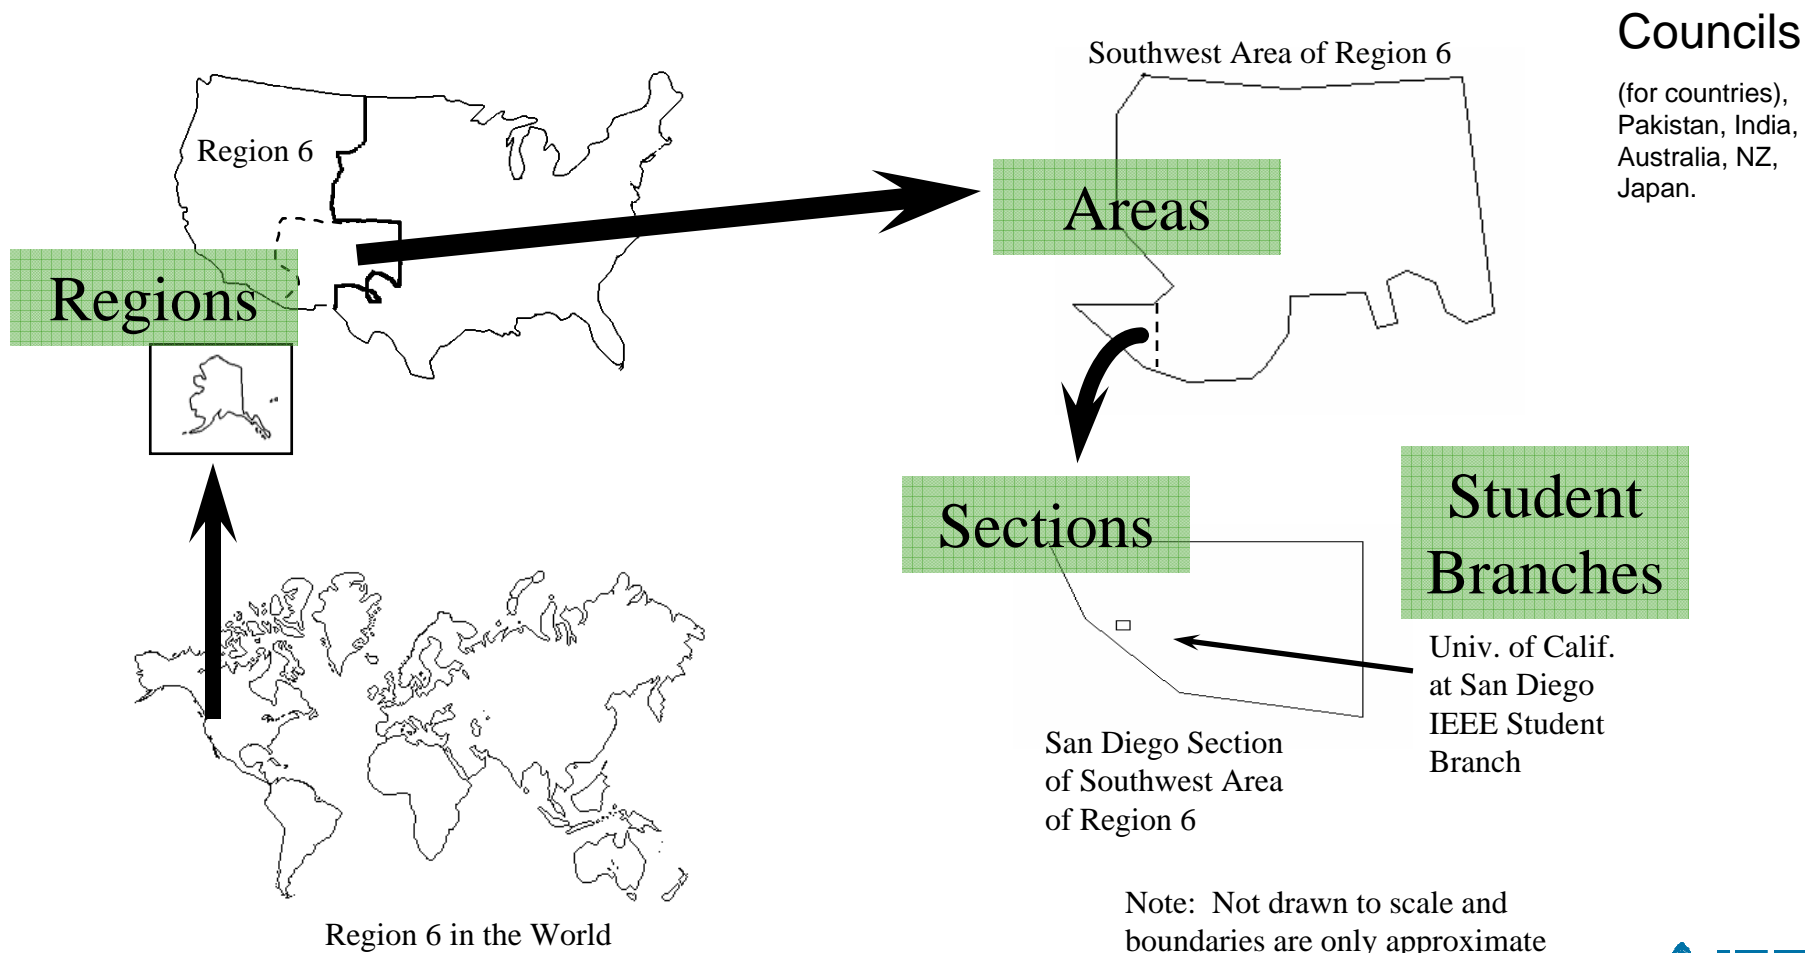 Councils
(for countries),
Pakistan, India,
Australia, NZ,
Japan.
Southwest Area of Region 6
Region 6
Areas
Regions
Sections
Student
Branches
Univ. of Calif.
at San Diego
IEEE Student
Branch
San Diego Section
of Southwest Area
of Region 6
Region 6 in the World
Note: Not drawn to scale and
boundaries are only approximate